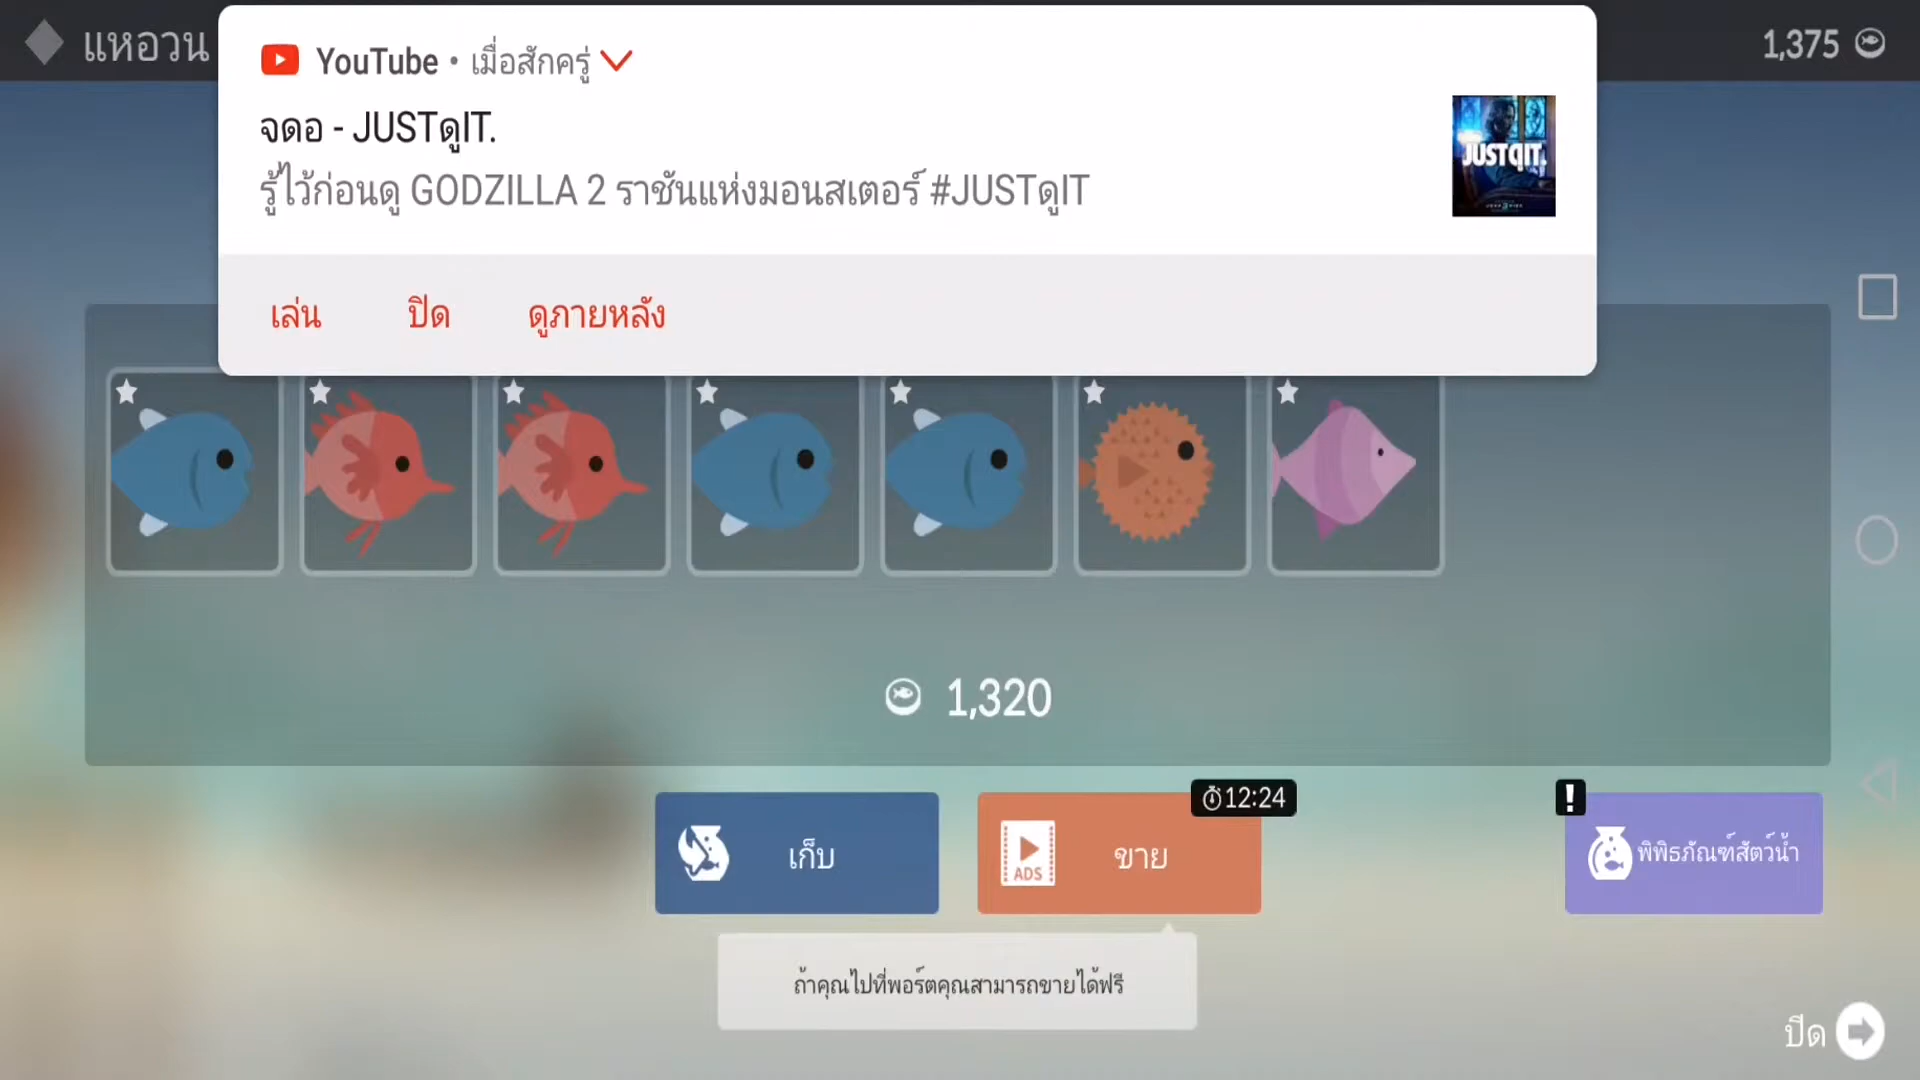 แหอวน
1,375
YouTube • เมื่อสักครู่
จดอ - JUSTดูIT.
รู้ไว้ก่อนดู GODZILLA 2 ราชันแห่งมอนสเตอร์ #JUSTดูIT
JUSTดูIT.
เล่น
ปิด
ดูภายหลัง
1,320
12:24
!
เก็บ
ADS
ขาย
พิพิธภัณฑ์สัตว์น้ำ
ถ้าคุณไปที่พอร์ตคุณสามารถขายได้ฟรี
ปิด